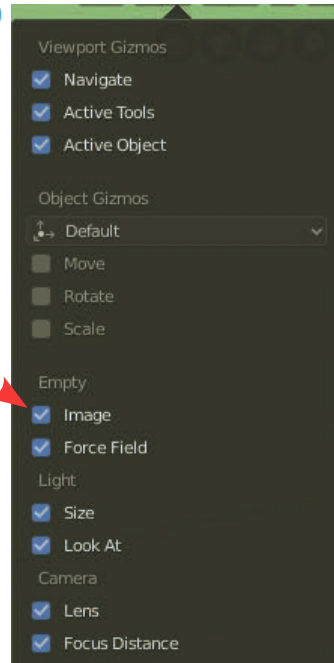 Viewport Gizmos
Navigate
Active Tools
Active Object
Object Gizmos
Default
Move
Rotate
Scale
Empty
Image
Force Field
Light
Size
Look At
Camera
Lens
Focus Distance